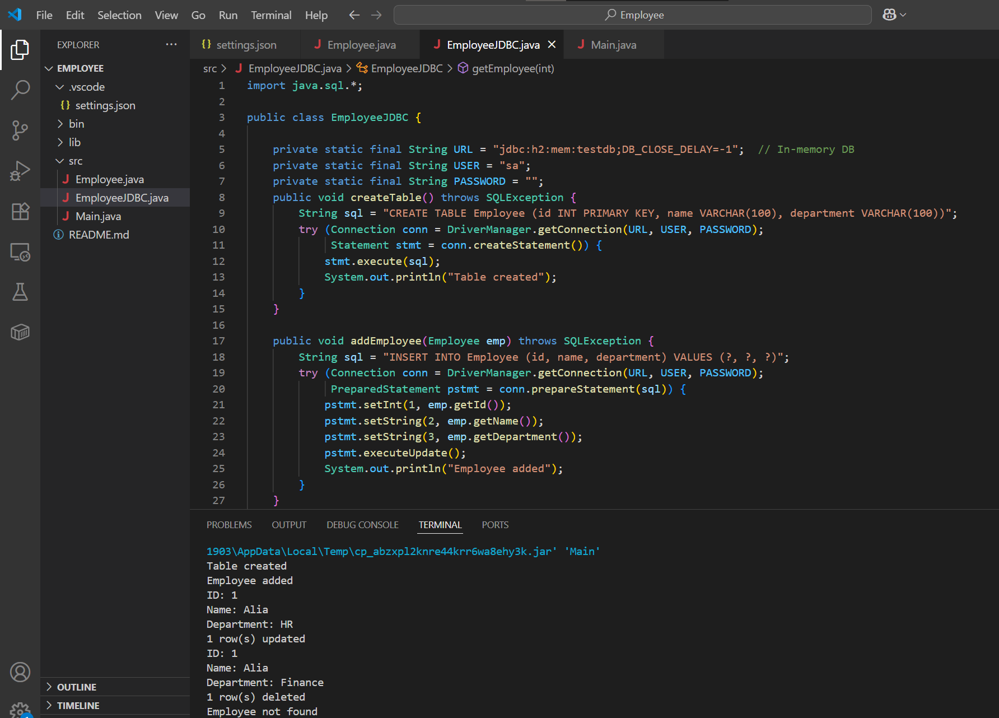 File Edit Selection View Go Run Terminal Help
Employee
EXPLORER
EMPLOYEE
.vscode
{} settings.json
bin
lib
src
J Employee.java
J EmployeeJDBC.java
J Main.java
README.md
OUTLINE
TIMELINE
{} settings.json J Employee.java J EmployeeJDBC.java J Main.java
src > J EmployeeJDBC.java > EmployeeJDBC > getEmployee(int)
1 import java.sql.*;
2
3 public class EmployeeJDBC {
4
5 private static final String URL = "jdbc:h2:mem:testdb;DB_CLOSE_DELAY=-1"; // In-memory DB
6 private static final String USER = "sa";
7 private static final String PASSWORD = "";
8 public void createTable() throws SQLException {
9 String sql = "CREATE TABLE Employee (id INT PRIMARY KEY, name VARCHAR(100), department VARCHAR(100))";
10 try (Connection conn = DriverManager.getConnection(URL, USER, PASSWORD);
11 Statement stmt = conn.createStatement()) {
12 stmt.execute(sql);
13 System.out.println("Table created");
14 }
15 }
16
17 public void addEmployee(Employee emp) throws SQLException {
18 String sql = "INSERT INTO Employee (id, name, department) VALUES (?, ?, ?)";
19 try (Connection conn = DriverManager.getConnection(URL, USER, PASSWORD);
20 PreparedStatement pstmt = conn.prepareStatement(sql)) {
21 pstmt.setInt(1, emp.getId());
22 pstmt.setString(2, emp.getName());
23 pstmt.setString(3, emp.getDepartment());
24 pstmt.executeUpdate();
25 System.out.println("Employee added");
26 }
27 }
PROBLEMS OUTPUT DEBUG CONSOLE TERMINAL PORTS
1903\AppData\Local\Temp\cp_abzxpl2knre44krr6wa8ehy3k.jar' 'Main'
Table created
Employee added
ID: 1
Name: Alia
Department: HR
1 row(s) updated
ID: 1
Name: Alia
Department: Finance
1 row(s) deleted
Employee not found